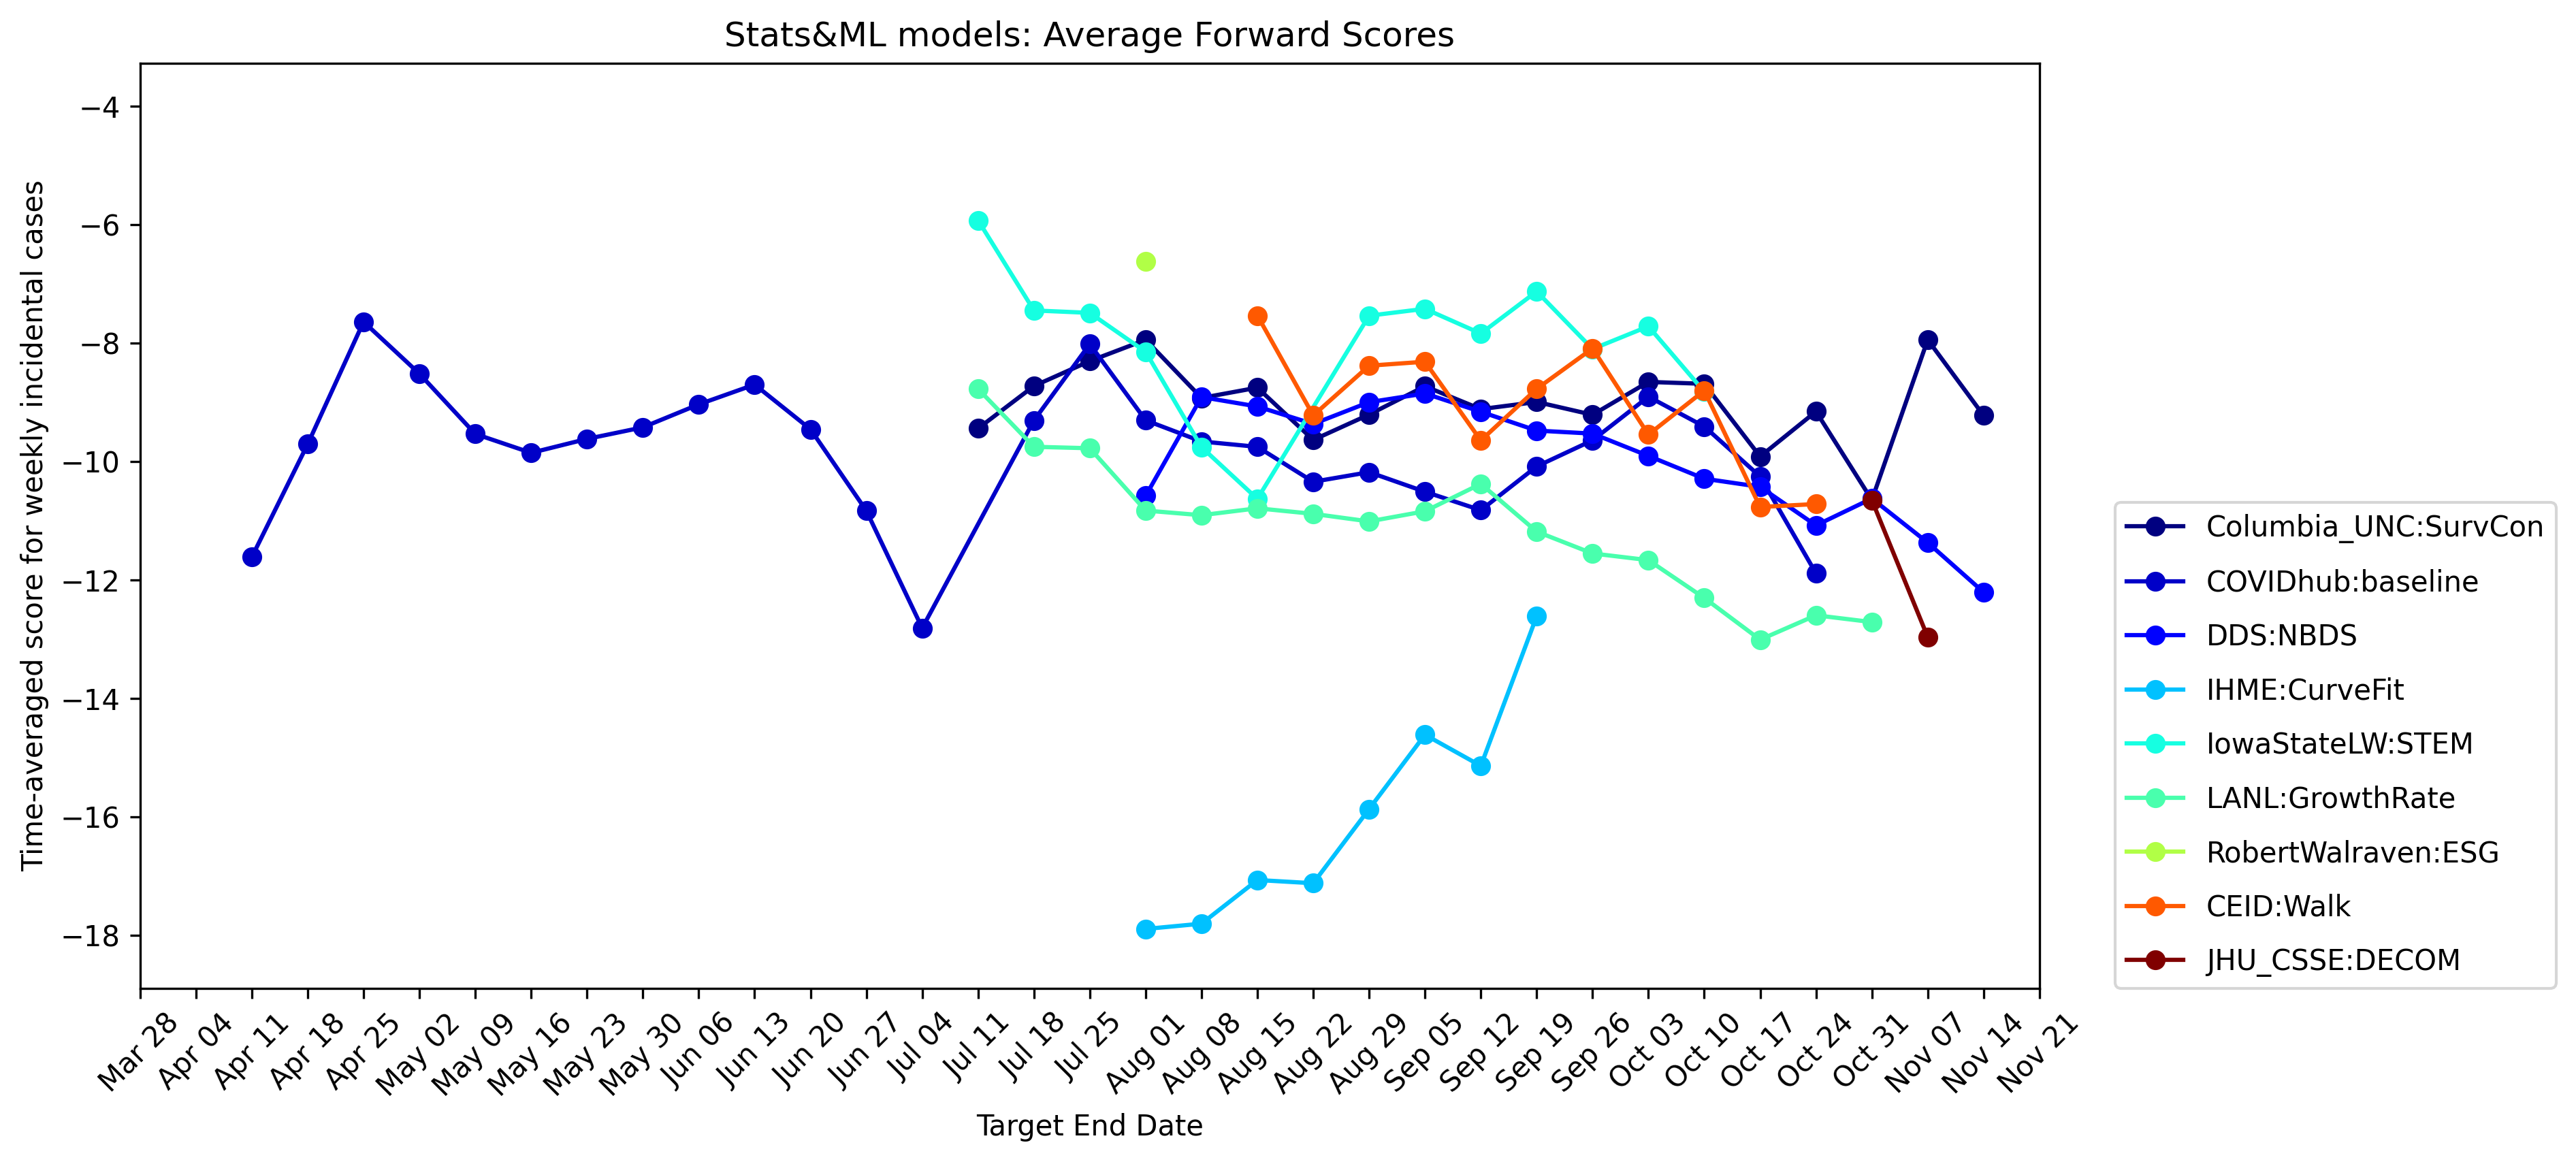 Stats&ML models: Average Forward Scores
Time-averaged score for weekly incidental cases
−4
−6
−8
−10
−12
−14
−16
−18
Mar 28
Apr 04
Apr 11
Apr 18
Apr 25
May 02
May 09
May 16
May 23
May 30
Jun 06
Jun 13
Jun 20
Jun 27
Jul 04
Jul 11
Jul 18
Jul 25
Aug 01
Aug 08
Aug 15
Aug 22
Aug 29
Aug 05
Sep 12
Sep 19
Sep 26
Sep 03
Oct 10
Oct 17
Oct 24
Oct 31
Nov 07
Nov 14
Nov 21
Target End Date
Columbia_UNC:SurvCon
COVIDhub:baseline
DDS:NBDS
IHME:CurveFit
IowaStateLW:STEM
LANL:GrowthRate
RobertWalraven:ESG
CEID:Walk
JHU_CSSE:DECOM